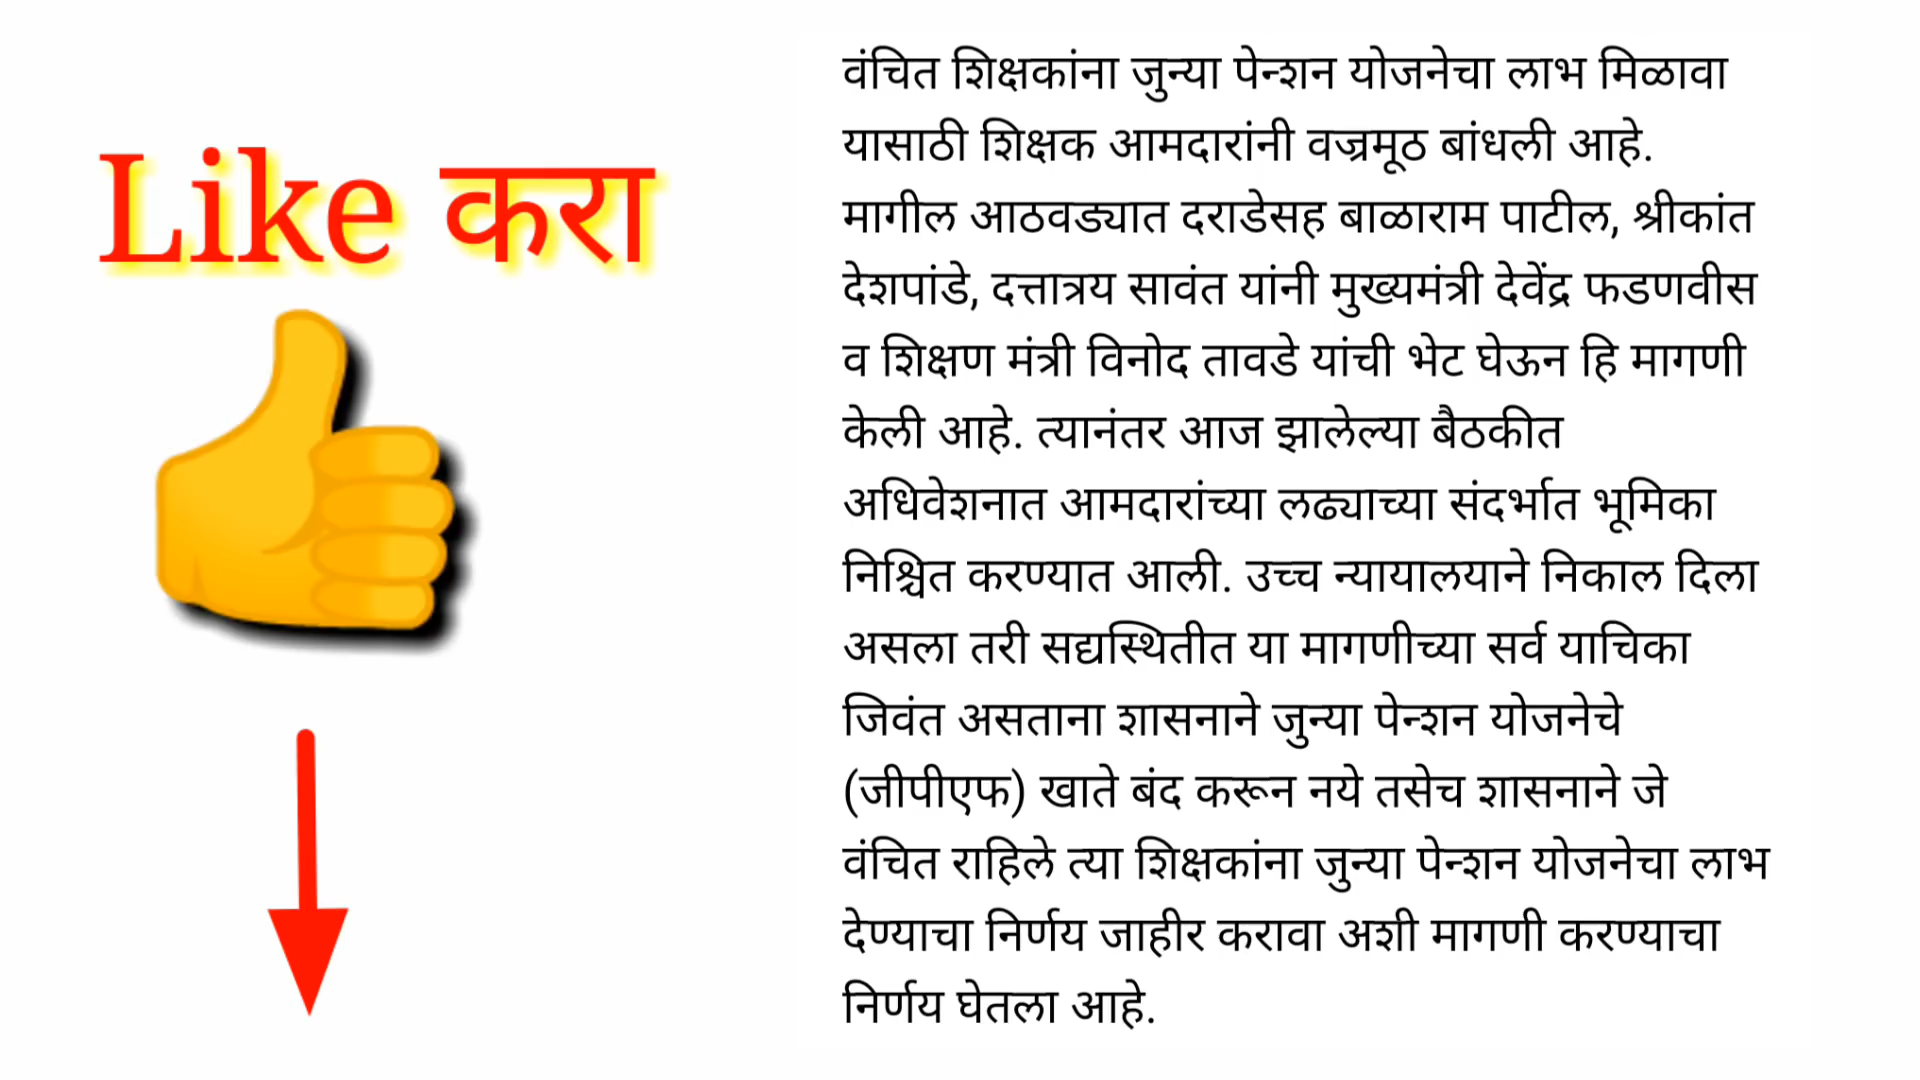 Like करा
वंचित शिक्षकांना जुन्या पेन्शन योजनेचा लाभ मिळावा
यासाठी शिक्षक आमदारांनी वज्रमूठ बांधली आहे.
मागील आठवड्यात दराडेसह बाळाराम पाटील, श्रीकांत
देशपांडे, दत्तात्रय सावंत यांनी मुख्यमंत्री देवेंद्र फडणवीस
व शिक्षण मंत्री विनोद तावडे यांची भेट घेऊन हि मागणी
केली आहे. त्यानंतर आज झालेल्या बैठकीत
अधिवेशनात आमदारांच्या लढ्याच्या संदर्भात भूमिका
निश्चित करण्यात आली. उच्च न्यायालयाने निकाल दिला
असला तरी सद्यस्थितीत या मागणीच्या सर्व याचिका
जिवंत असताना शासनाने जुन्या पेन्शन योजनेचे
(जीपीएफ) खाते बंद करून नये तसेच शासनाने जे
वंचित राहिले त्या शिक्षकांना जुन्या पेन्शन योजनेचा लाभ
देण्याचा निर्णय जाहीर करावा अशी मागणी करण्याचा
निर्णय घेतला आहे.